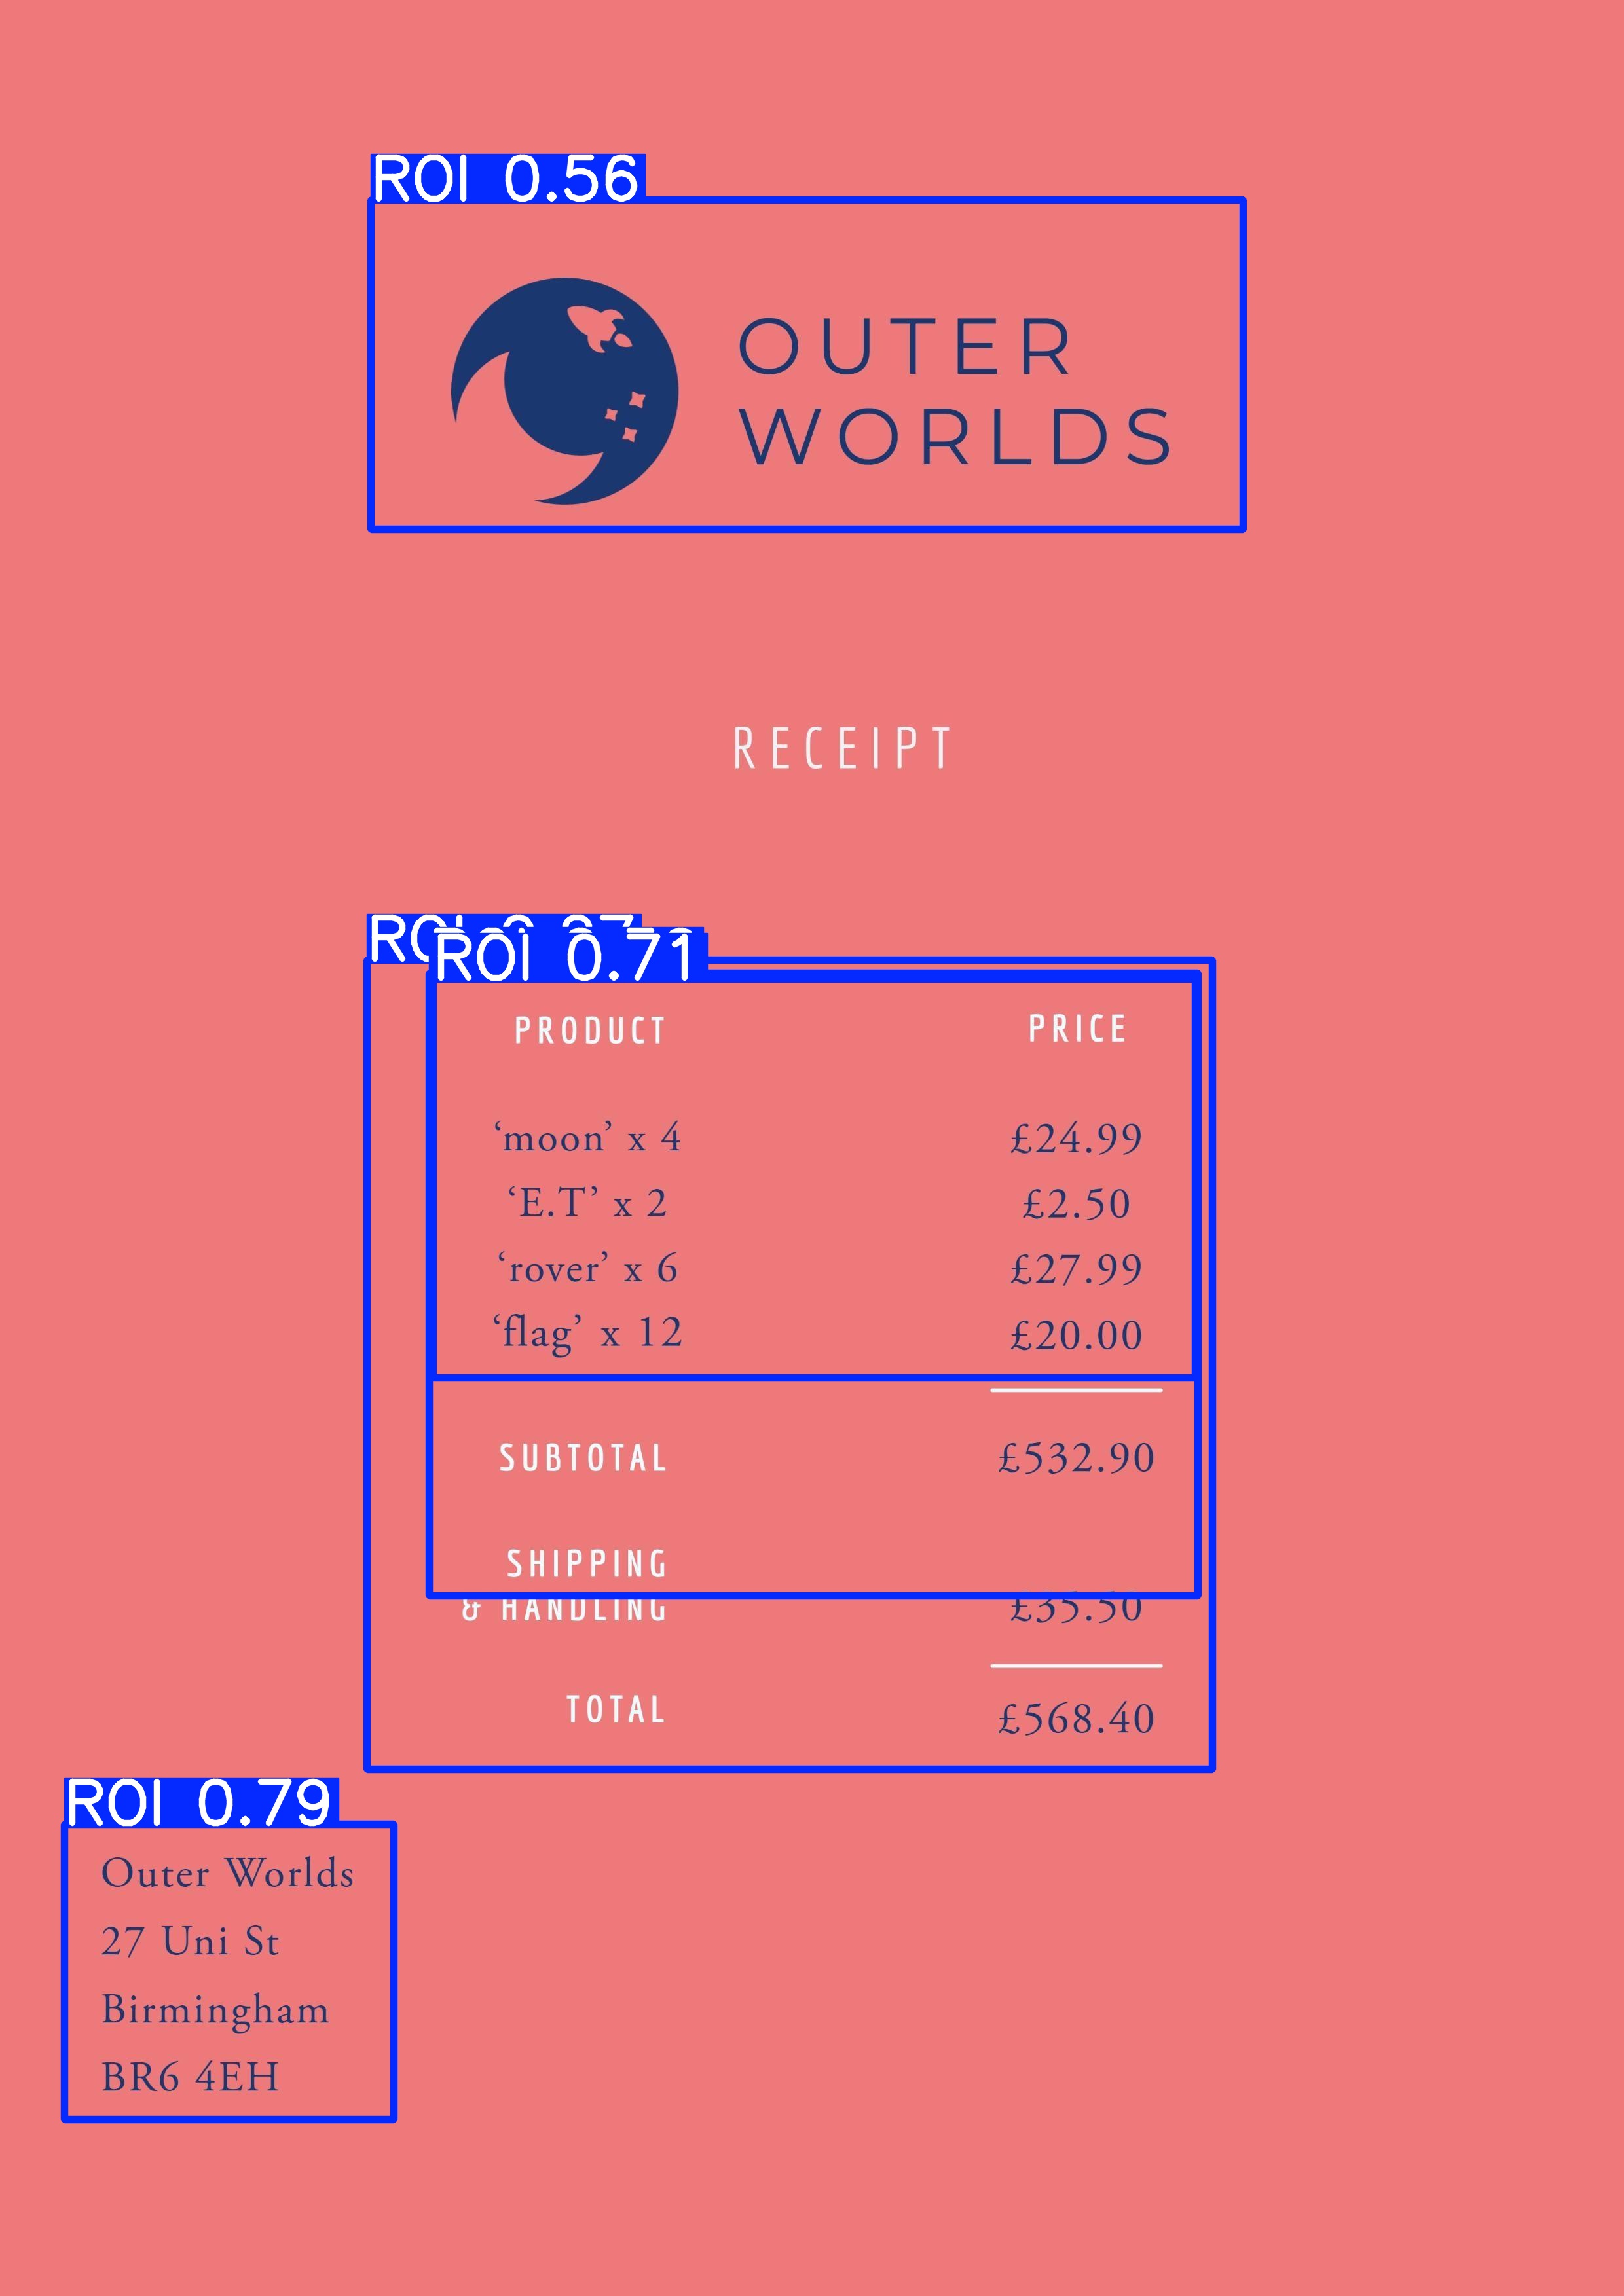 ROI 0.56
OUTER
WORLDS
RECEIPT
ROI 0.71
PRODUCT PRICE
‘moon’ x 4 £24.99
‘E.T’ x 2 £2.50
‘rover’ x 6 £27.99
‘flag’ x 12 £20.00
SUBTOTAL £532.90
SHIPPING
& HANDLING £35.50
TOTAL £568.40
ROI 0.79
Outer Worlds
27 Uni St
Birmingham
BR6 4EH